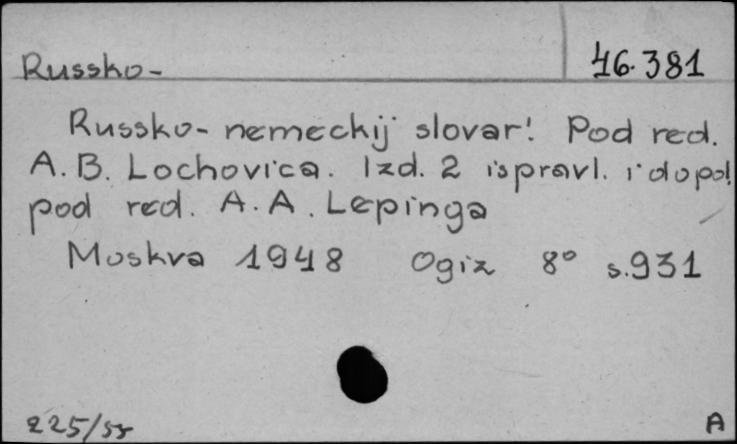 Russko-
46.381
Russko-nemeckij slovar'. Pod red.
A.B. Lochovica. Izd. 2 ispravl. i dopol.
pod red. A.A. Lepinga
Moskva 1948 Ogiz 8° s.931
225/55
A